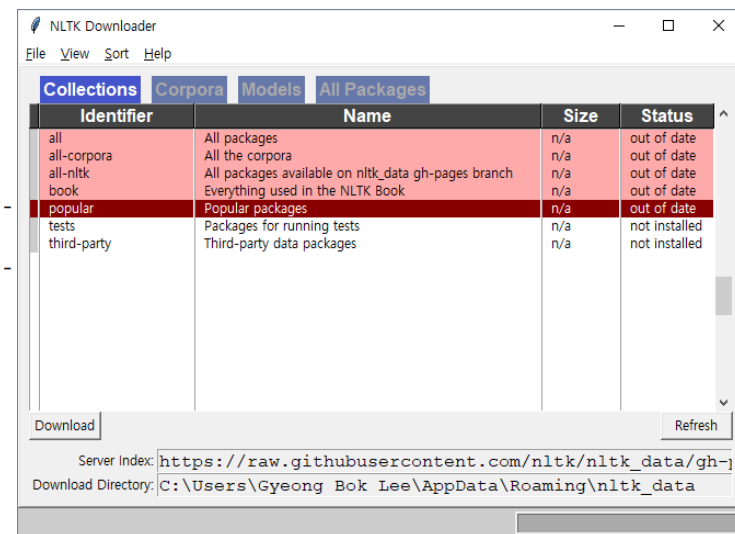 NLTK Downloader
File View Sort Help
Collections Corpora Models All Packages
Identifier Name Size Status
all All packages n/a out of date
all-corpora All the corpora n/a out of date
all-nltk All packages available on nltk_data gh-pages branch n/a out of date
book Everything used in the NLTK Book n/a out of date
popular Popular packages n/a out of date
tests Packages for running tests n/a not installed
third-party Third-party data packages n/a not installed
Download Refresh
Server Index: https://raw.githubusercontent.com/nltk/nltk_data/gh-p
Download Directory: C:\Users\Gyeong Bok Lee\AppData\Roaming\nltk_data